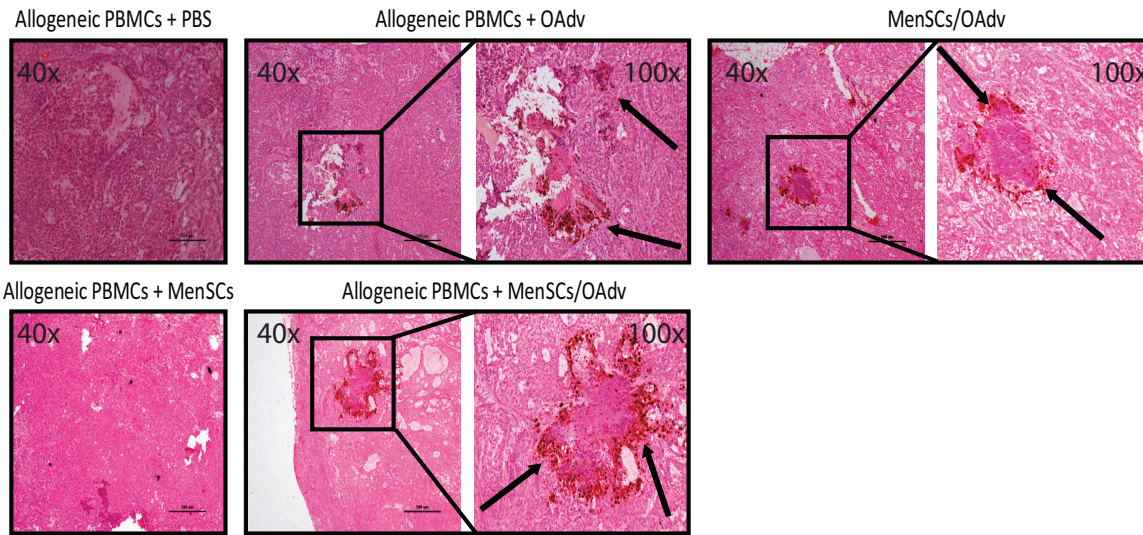 Allogeneic PBMCs + PBS
Allogeneic PBMCs + OAdv
MenSCs/OAdv
40x
40x
100x
40x
100x
Allogeneic PBMCs + MenSCs
Allogeneic PBMCs + MenSCs/OAdv
40x
40x
100x